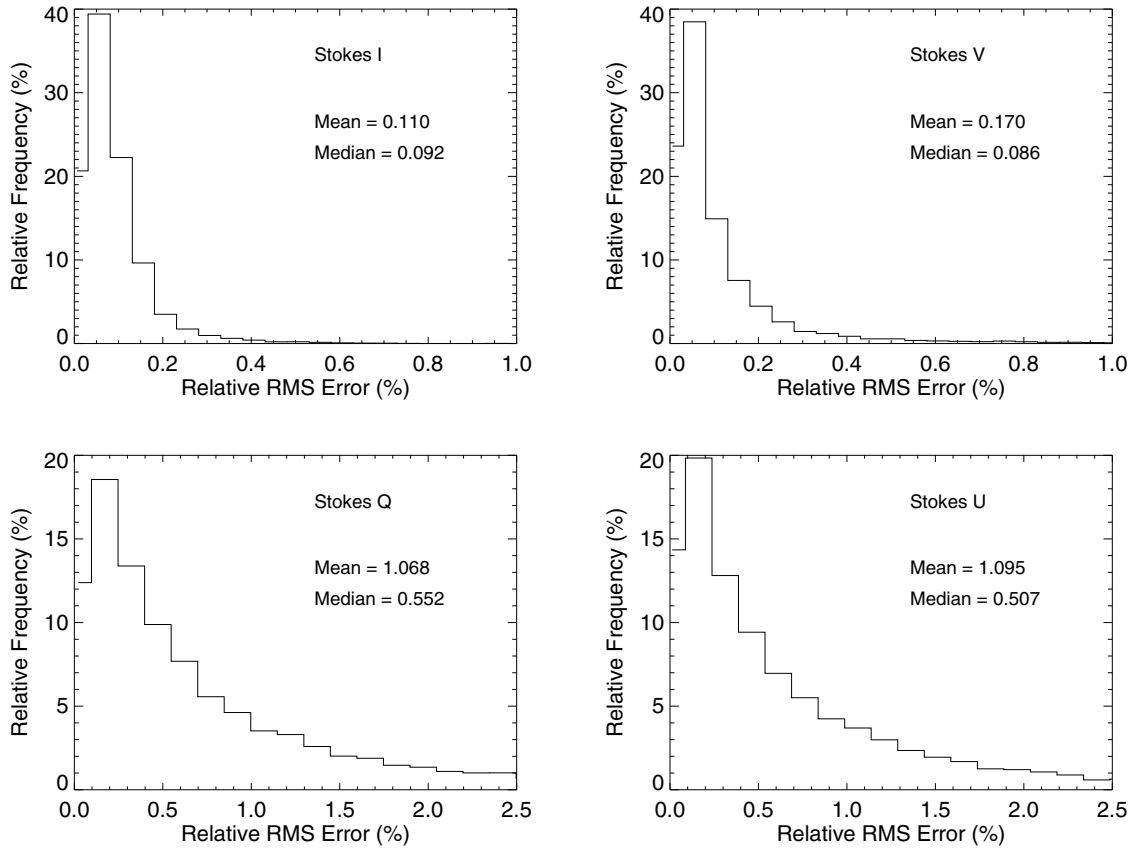 40
30
20
10
0
Relative Frequency (%)
Stokes I
Mean = 0.110
Median = 0.092
0.0 0.2 0.4 0.6 0.8 1.0
Relative RMS Error (%)
40
30
20
10
0
Relative Frequency (%)
Stokes V
Mean = 0.170
Median = 0.086
0.0 0.2 0.4 0.6 0.8 1.0
Relative RMS Error (%)
20
15
10
5
0
Relative Frequency (%)
Stokes Q
Mean = 1.068
Median = 0.552
0.0 0.5 1.0 1.5 2.0 2.5
Relative RMS Error (%)
20
15
10
5
0
Relative Frequency (%)
Stokes U
Mean = 1.095
Median = 0.507
0.0 0.5 1.0 1.5 2.0 2.5
Relative RMS Error (%)